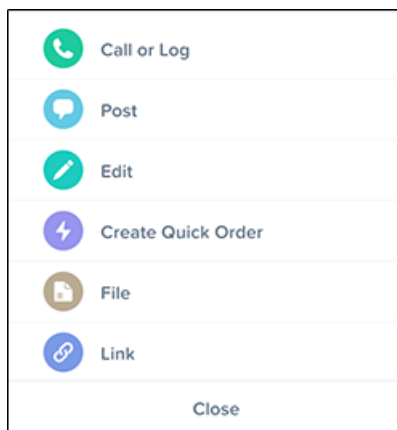 Call or Log
Post
Edit
Create Quick Order
File
Link
Close